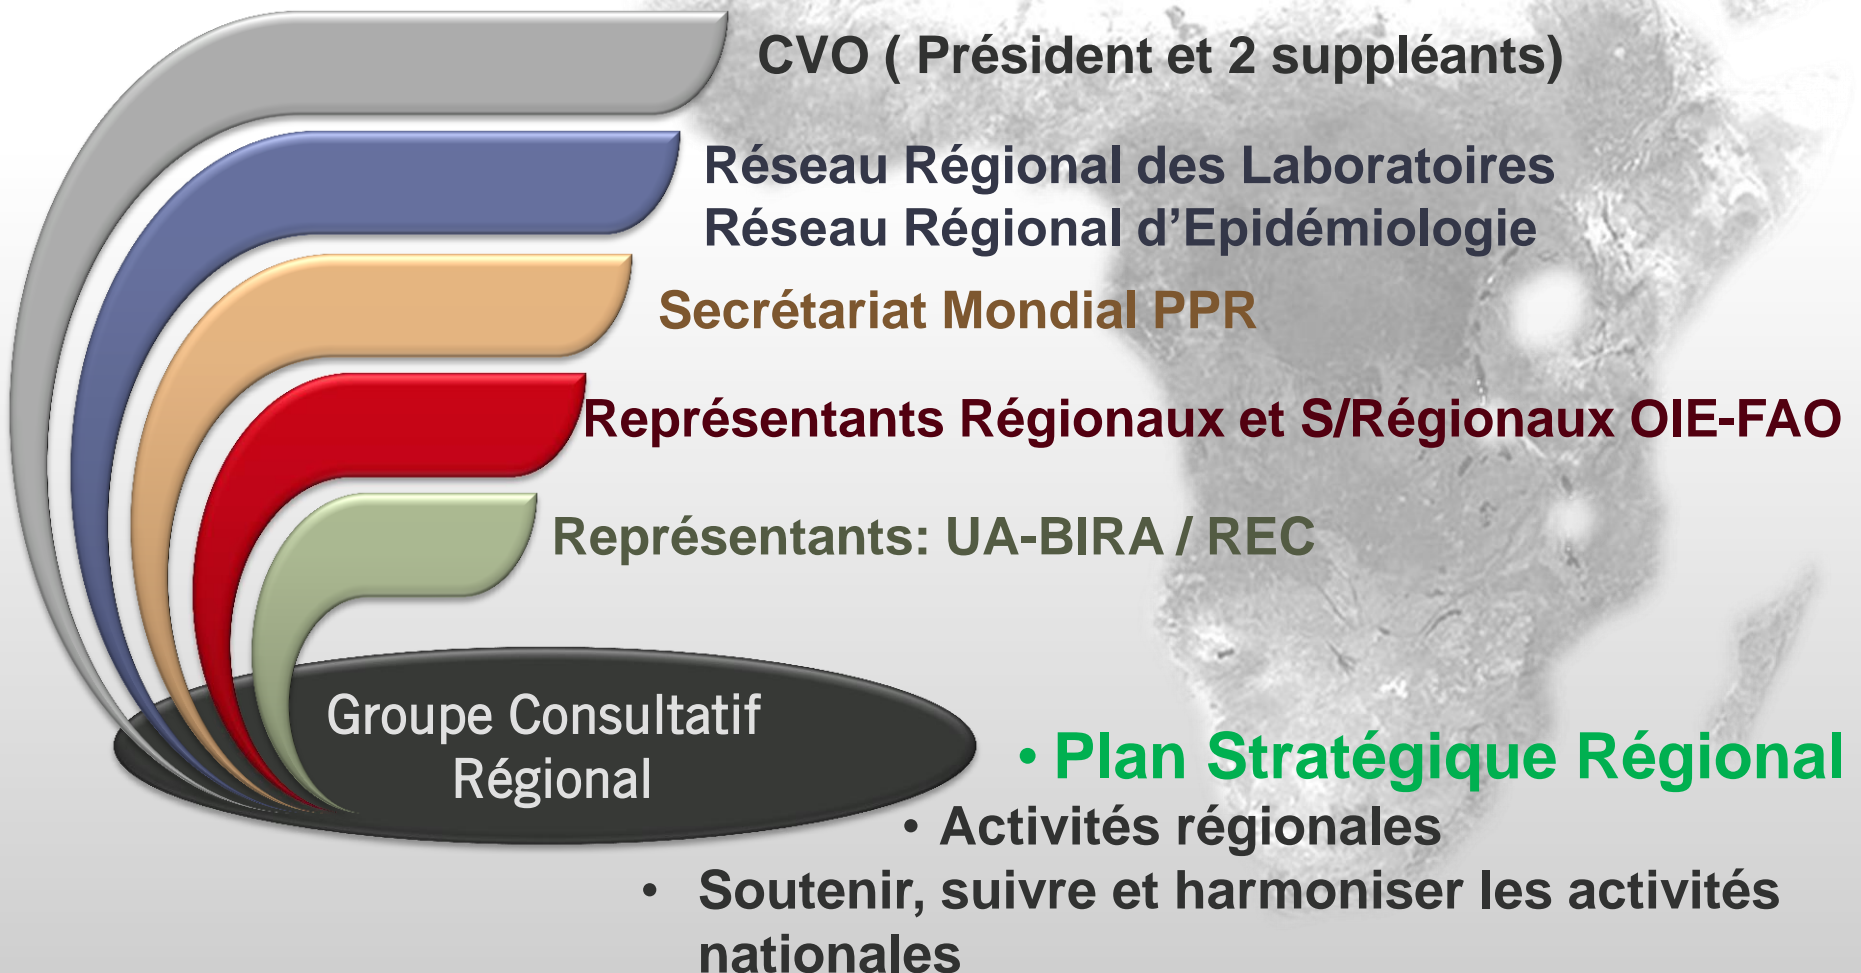 CVO ( Président et 2 suppléants)
Réseau Régional des Laboratoires
Réseau Régional d’Epidémiologie
Secrétariat Mondial PPR
Représentants Régionaux et S/Régionaux OIE-FAO
Représentants: UA-BIRA / REC
Groupe Consultatif
Régional
• Plan Stratégique Régional
• Activités régionales
• Soutenir, suivre et harmoniser les activités
nationales